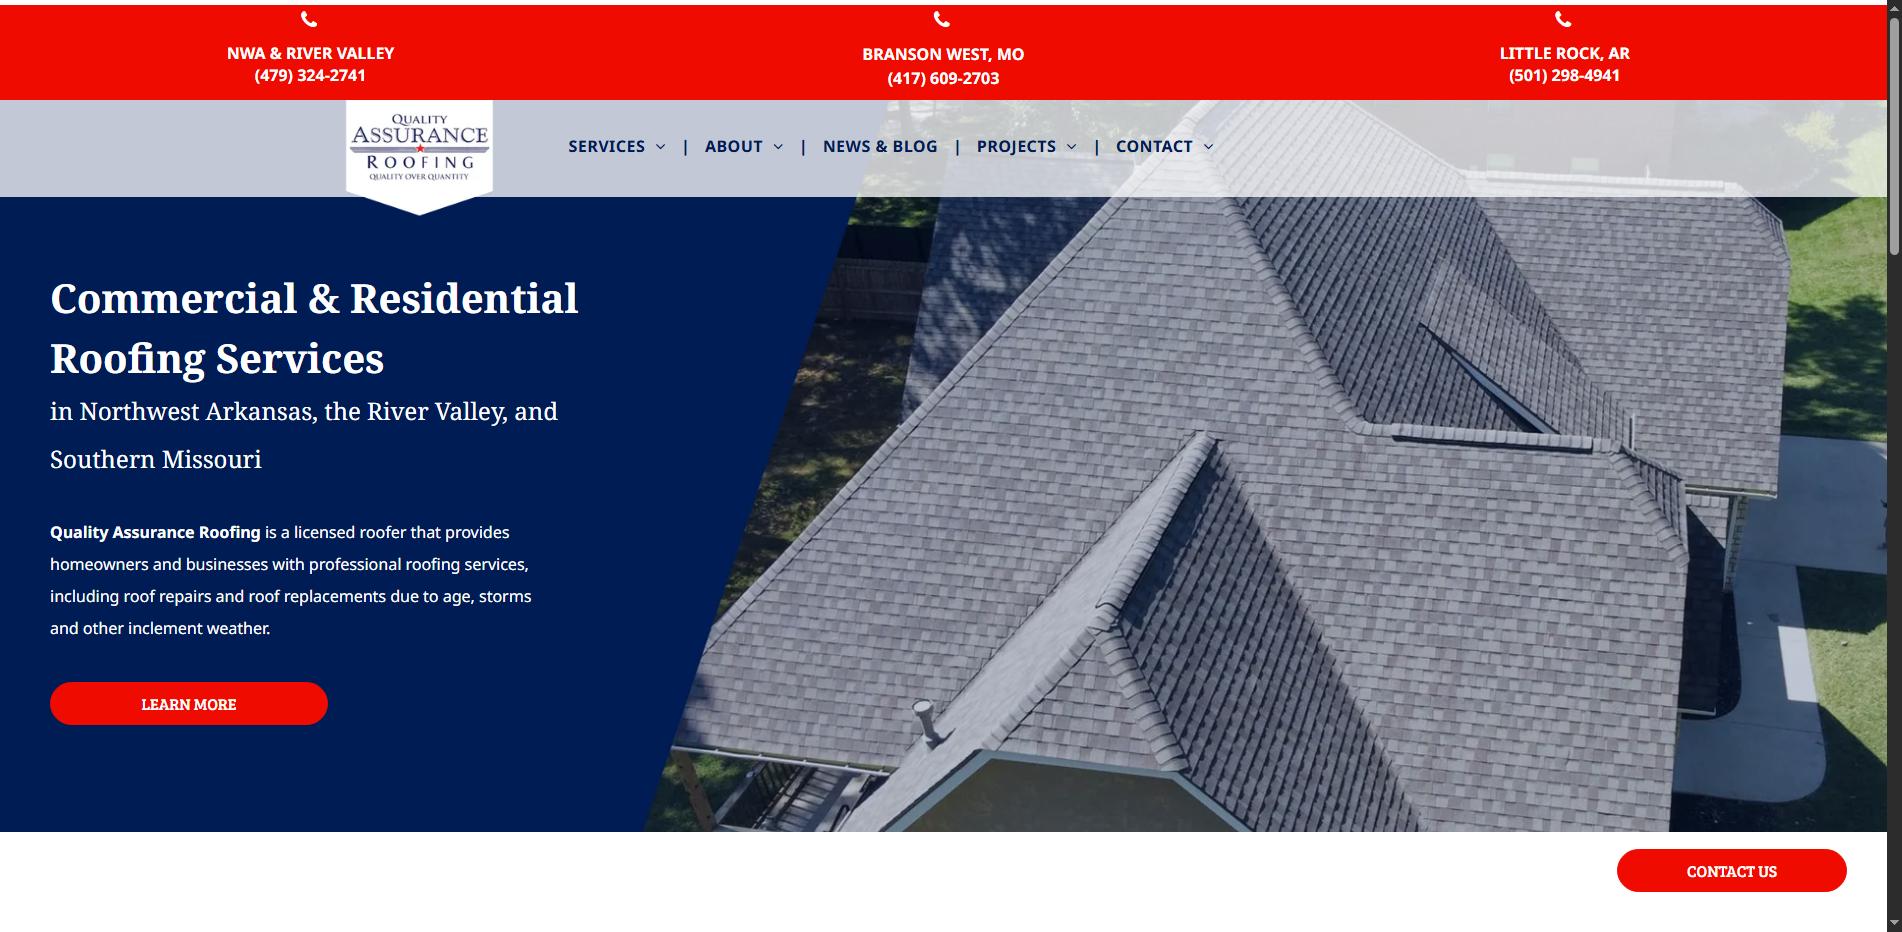 NWA & RIVER VALLEY
(479) 324-2741
BRANSON WEST, MO
(417) 609-2703
LITTLE ROCK, AR
(501) 298-4941
QUALITY
ASSURANCE
ROOFING
QUALITY OVER QUANTITY
SERVICES | ABOUT | NEWS & BLOG | PROJECTS | CONTACT
Commercial & Residential
Roofing Services
in Northwest Arkansas, the River Valley, and
Southern Missouri
Quality Assurance Roofing is a licensed roofer that provides
homeowners and businesses with professional roofing services,
including roof repairs and roof replacements due to age, storms
and other inclement weather.
LEARN MORE
CONTACT US